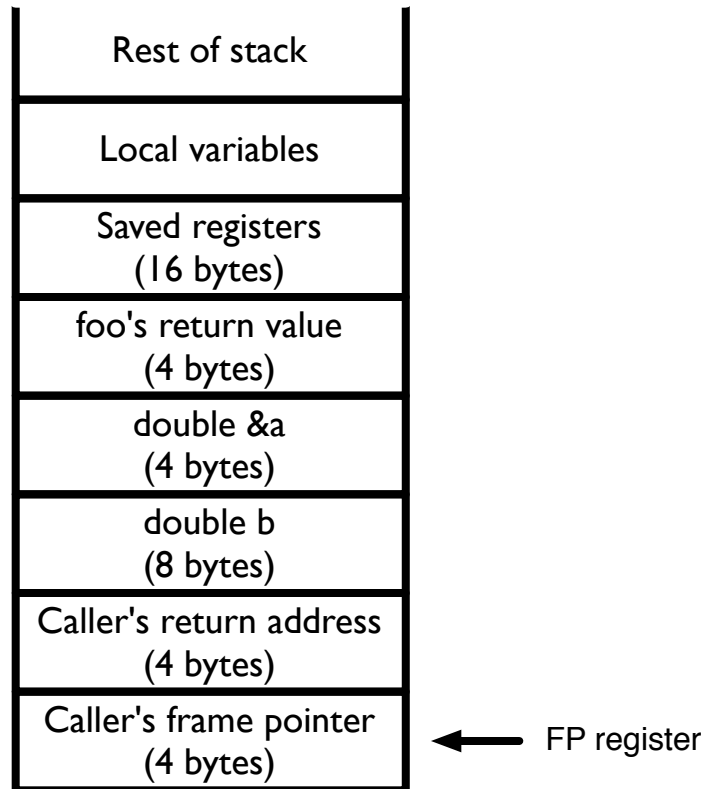 Rest of stack
Local variables
Saved registers
(16 bytes)
foo's return value
(4 bytes)
double &a
(4 bytes)
double b
(8 bytes)
Caller's return address
(4 bytes)
Caller's frame pointer
(4 bytes)
FP register